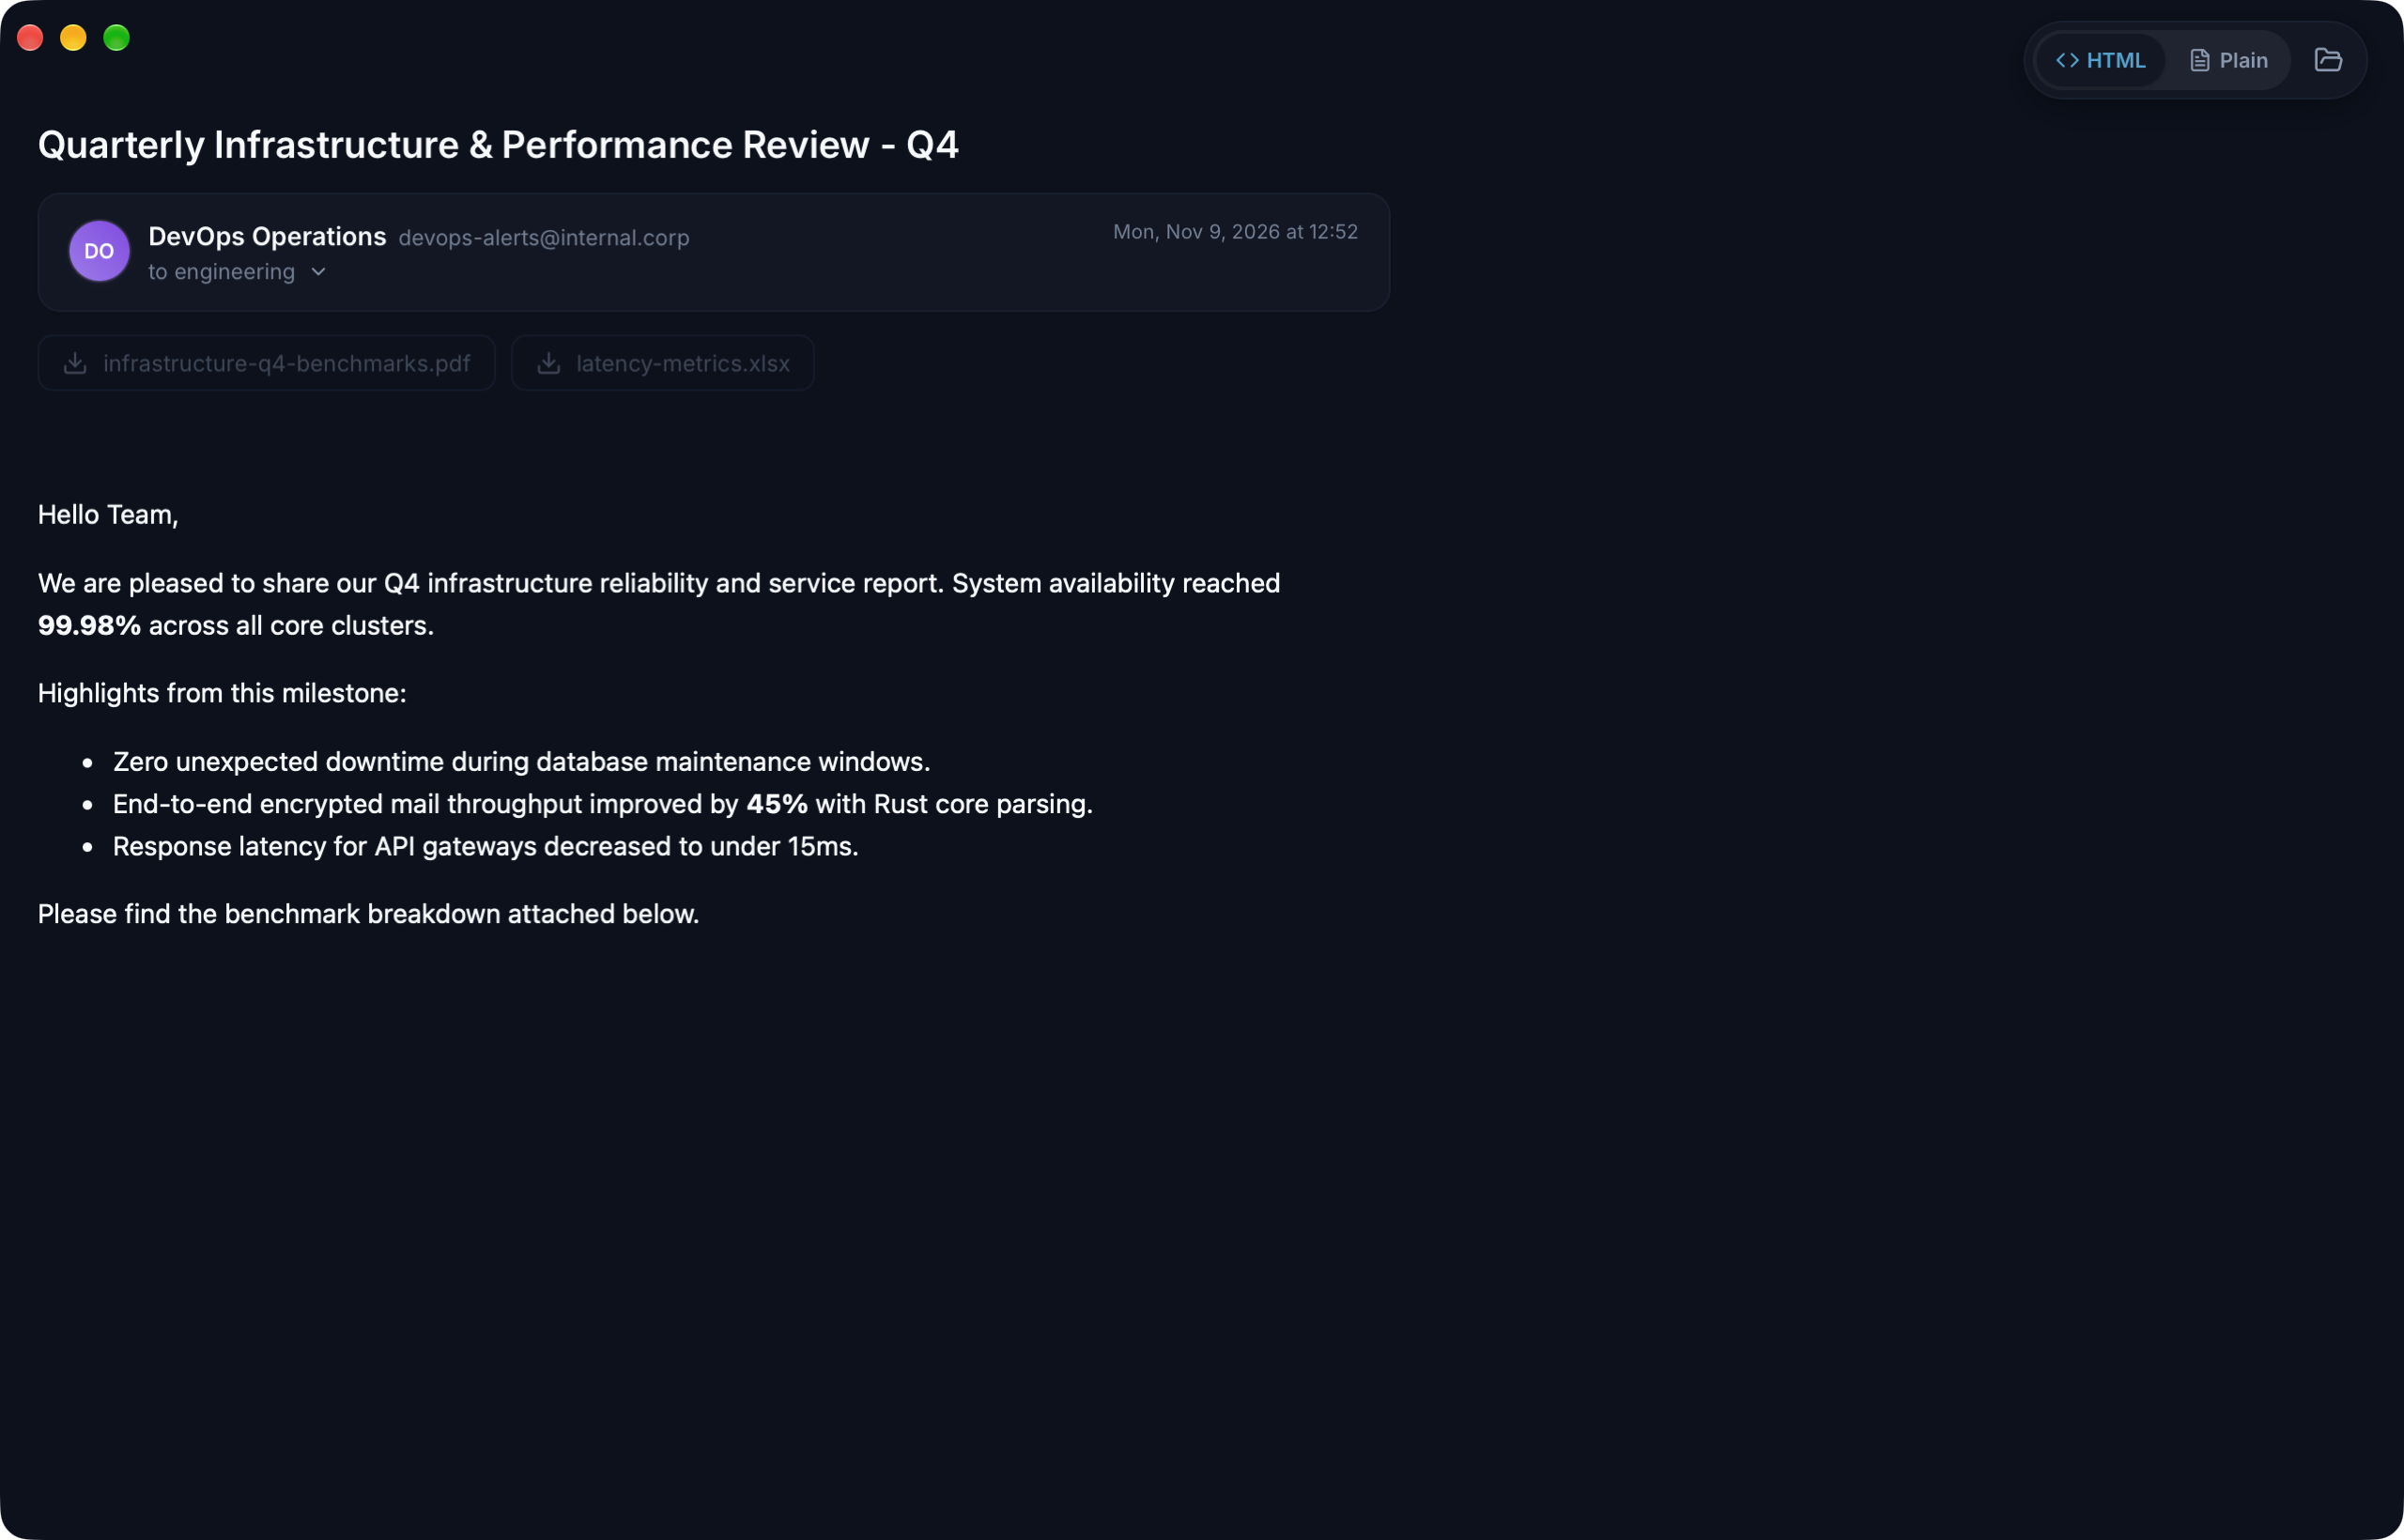 HTML Plain
Quarterly Infrastructure & Performance Review - Q4
DO DevOps Operations devops-alerts@internal.corp Mon, Nov 9, 2026 at 12:52
to engineering
infrastructure-q4-benchmarks.pdf latency-metrics.xlsx
Hello Team,
We are pleased to share our Q4 infrastructure reliability and service report. System availability reached
99.98% across all core clusters.
Highlights from this milestone:
• Zero unexpected downtime during database maintenance windows.
• End-to-end encrypted mail throughput improved by 45% with Rust core parsing.
• Response latency for API gateways decreased to under 15ms.
Please find the benchmark breakdown attached below.